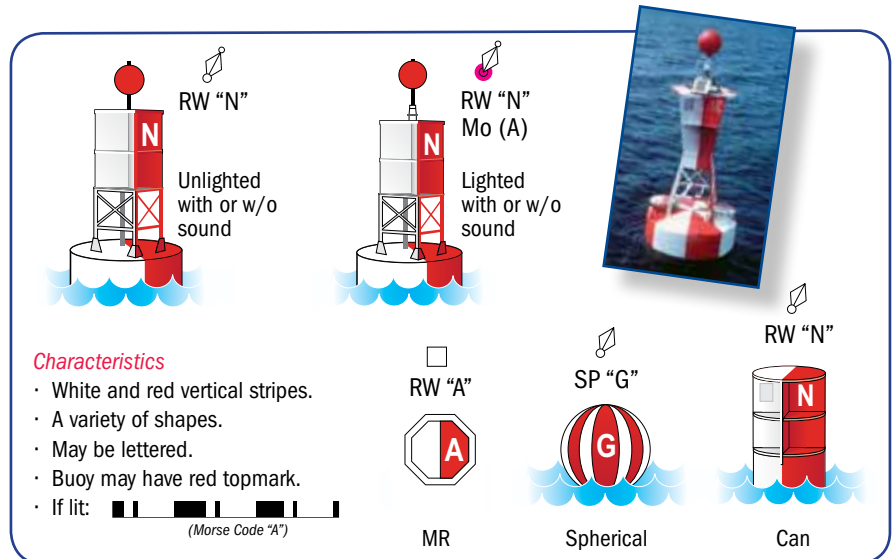 RW “N”
N
Unlighted
with or w/o
sound
RW “N”
Mo (A)
N
Lighted
with or w/o
sound
Characteristics
· White and red vertical stripes.
· A variety of shapes.
· May be lettered.
· Buoy may have red topmark.
· If lit:
(Morse Code “A”)
RW “A”
A
MR
SP “G”
G
Spherical
RW “N”
N
Can